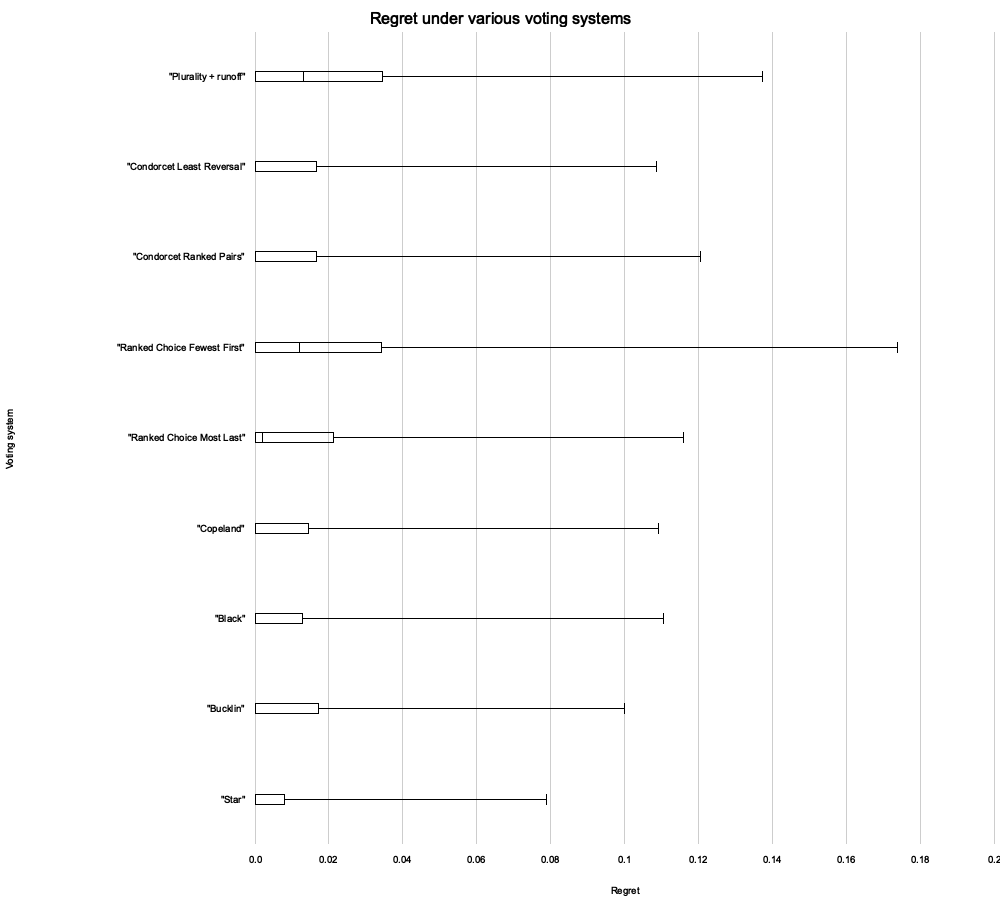 Regret under various voting systems
"Plurality + runoff"
"Condorcet Least Reversal"
"Condorcet Ranked Pairs"
"Ranked Choice Fewest First"
"Ranked Choice Most Last"
"Copeland"
"Black"
"Bucklin"
"Star"
Voting system
0.0 0.02 0.04 0.06 0.08 0.1 0.12 0.14 0.16 0.18 0.2
Regret